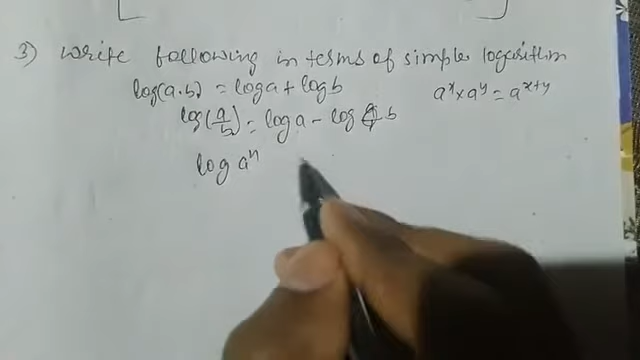 3) Write following in terms of simpler logarithm
log(a.b) = log a + log b
a^x × a^y = a^x+y
log(a/b) = log a - log b
log a^n